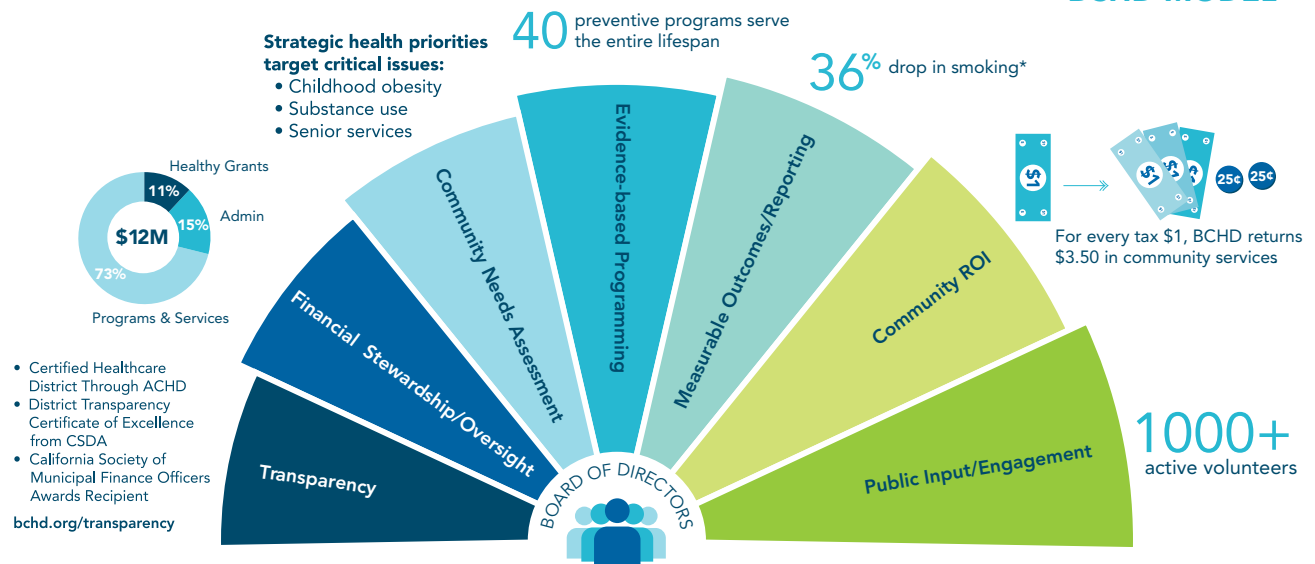 BCHD MODEL
40 preventive programs serve
the entire lifespan
Strategic health priorities
target critical issues:
• Childhood obesity
• Substance use
• Senior services
36% drop in smoking*
Healthy Grants
11%
Admin
15%
$12M
73%
Programs & Services
$1
$1
$1
25¢
25¢
For every tax $1, BCHD returns
$3.50 in community services
• Certified Healthcare
District Through ACHD
• District Transparency
Certificate of Excellence
from CSDA
• California Society of
Municipal Finance Officers
Awards Recipient
bchd.org/transparency
Transparency
Financial Stewardship/Oversight
Community Needs Assessment
Evidence-based Programming
Measurable Outcomes/Reporting
Community ROI
Public Input/Engagement
1000+
active volunteers
BOARD OF DIRECTORS